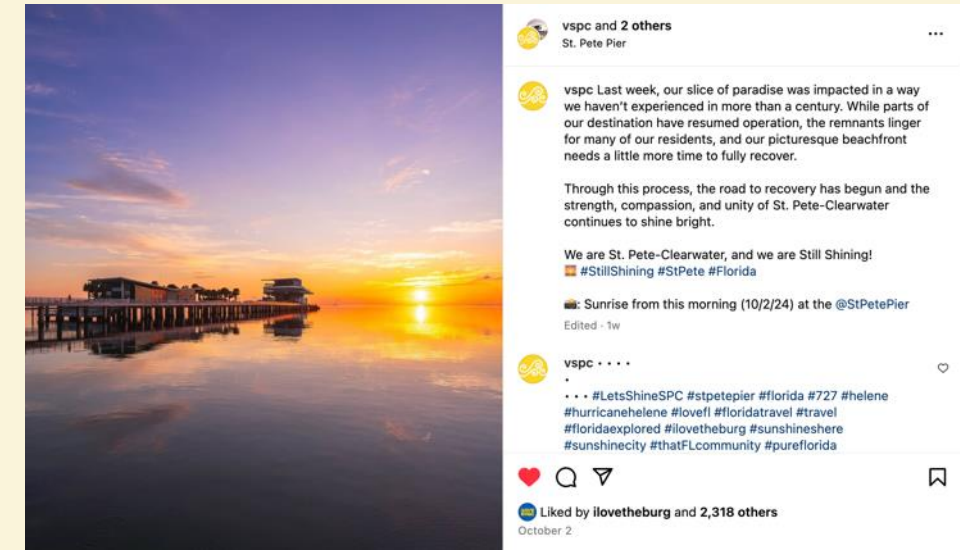 vspc and 2 others
St. Pete Pier
vspc Last week, our slice of paradise was impacted in a way
we haven't experienced in more than a century. While parts of
our destination have resumed operation, the remnants linger
for many of our residents, and our picturesque beachfront
needs a little more time to fully recover.
Through this process, the road to recovery has begun and the
strength, compassion, and unity of St. Pete-Clearwater
continues to shine bright.
We are St. Pete-Clearwater, and we are Still Shining!
🌅 #StillShining #StPete #Florida
📸: Sunrise from this morning (10/2/24) at the @StPetePier
Edited · 1w
vspc • • • •
•
• • • #LetsShineSPC #stpetepier #florida #727 #helene
#hurricanehelene #lovefl #floridatravel #travel
#floridaexplored #ilovetheburg #sunshineshere
#sunshinecity #thatFLcommunity #pureflorida
Liked by ilovetheburg and 2,318 others
October 2